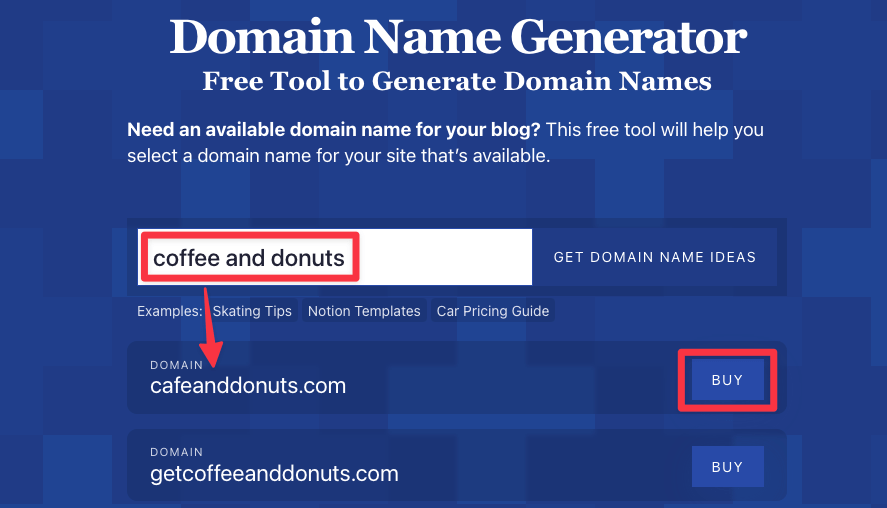 Domain Name Generator
Free Tool to Generate Domain Names
Need an available domain name for your blog? This free tool will help you
select a domain name for your site that’s available.
coffee and donuts
GET DOMAIN NAME IDEAS
Examples: Skating Tips Notion Templates Car Pricing Guide
DOMAIN
cafeanddonuts.com
BUY
DOMAIN
getcoffeeanddonuts.com
BUY